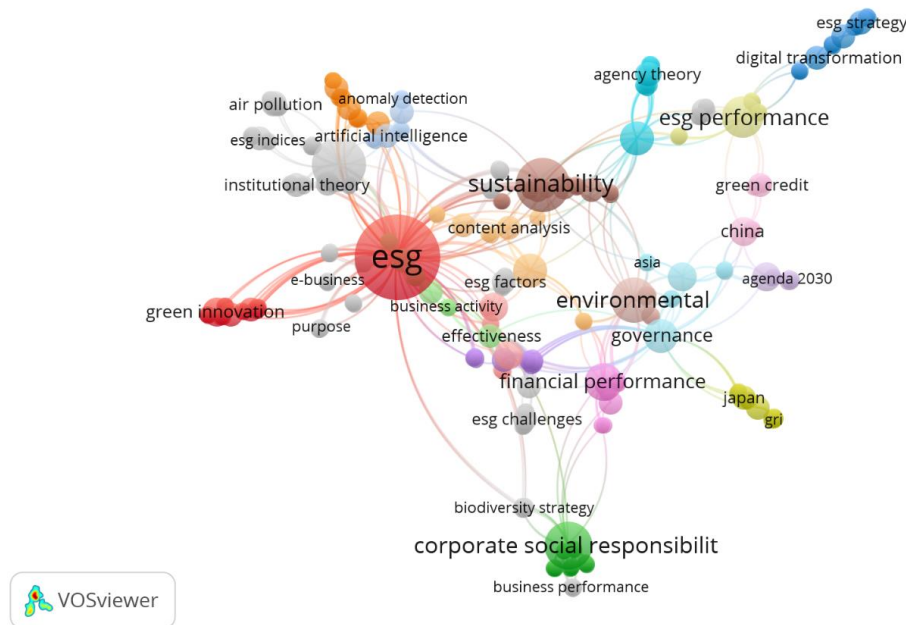 esg strategy
digital transformation
agency theory
air pollution
anomaly detection
esg performance
esg indices
artificial intelligence
institutional theory
sustainability
green credit
content analysis
china
esg
asia
e-business
esg factors
agenda 2030
green innovation
business activity
environmental
purpose
effectiveness
governance
financial performance
japan
esg challenges
gri
biodiversity strategy
corporate social responsibilit
business performance
VOSviewer